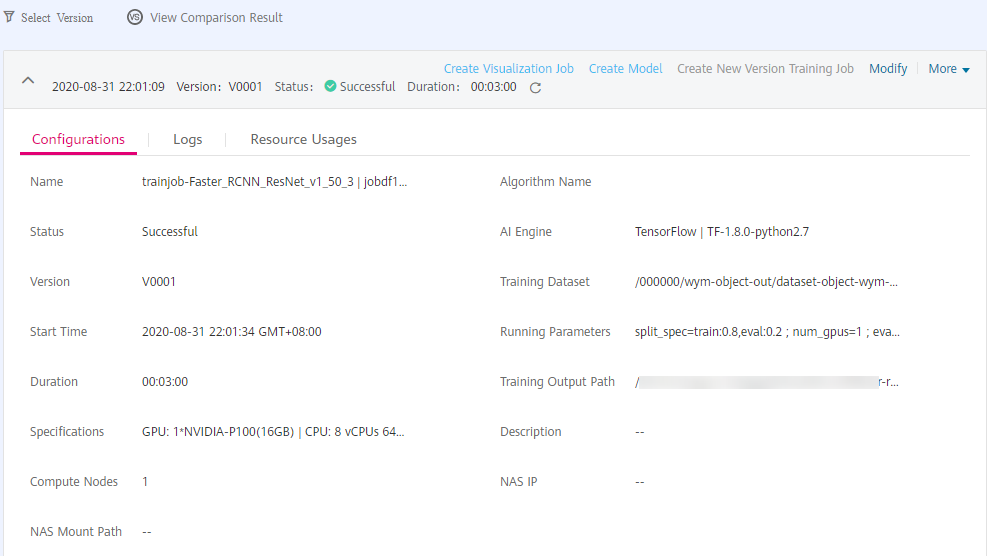 Select Version VS View Comparison Result
Create Visualization Job Create Model Create New Version Training Job Modify More
2020-08-31 22:01:09 Version: V0001 Status: Successful Duration: 00:03:00
Configurations Logs Resource Usages
Name trainjob-Faster_RCNN_ResNet_v1_50_3 | jobdf1... Algorithm Name
Status Successful AI Engine TensorFlow | TF-1.8.0-python2.7
Version V0001 Training Dataset /000000/wym-object-out/dataset-object-wym-...
Start Time 2020-08-31 22:01:34 GMT+08:00 Running Parameters split_spec=train:0.8,eval:0.2 ; num_gpus=1 ; eva...
Duration 00:03:00 Training Output Path / r-r...
Specifications GPU: 1*NVIDIA-P100(16GB) | CPU: 8 vCPUs 64... Description --
Compute Nodes 1 NAS IP --
NAS Mount Path --